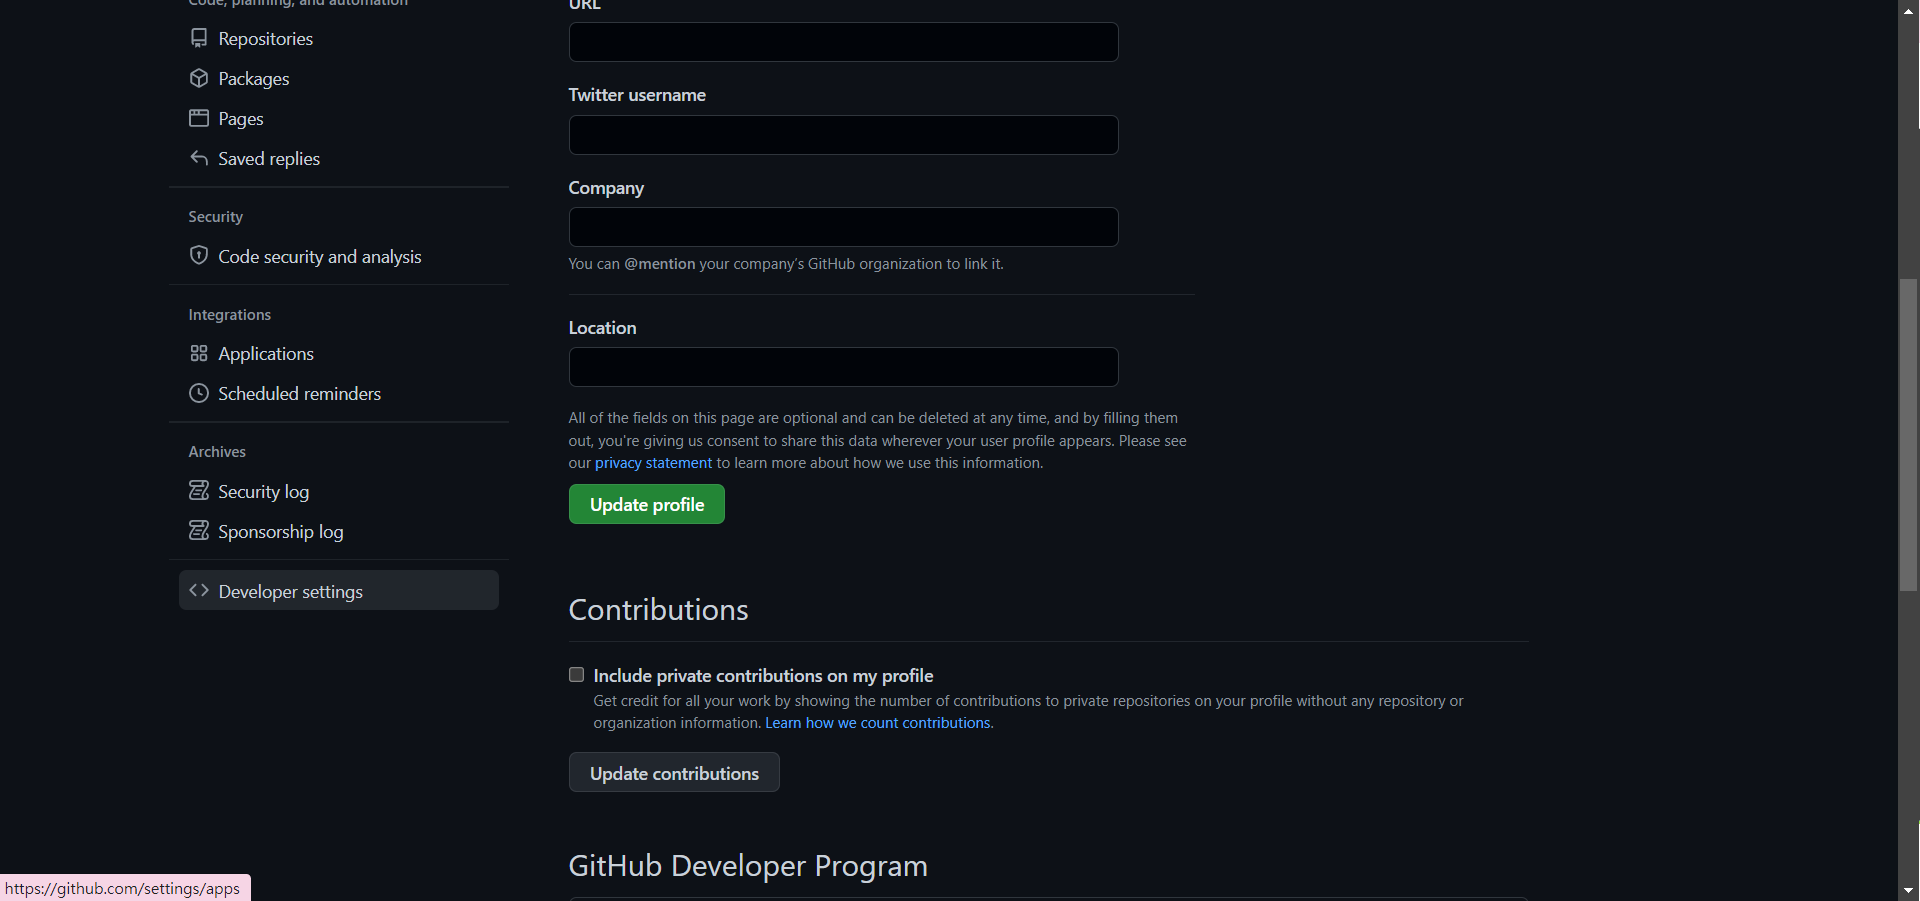 Code, planning, and automation
Repositories
Packages
Pages
Saved replies
Security
Code security and analysis
Integrations
Applications
Scheduled reminders
Archives
Security log
Sponsorship log
Developer settings
URL
Twitter username
Company
You can @mention your company’s GitHub organization to link it.
Location
All of the fields on this page are optional and can be deleted at any time, and by filling them
out, you're giving us consent to share this data wherever your user profile appears. Please see
our privacy statement to learn more about how we use this information.
Update profile
Contributions
Include private contributions on my profile
Get credit for all your work by showing the number of contributions to private repositories on your profile without any repository or
organization information. Learn how we count contributions.
Update contributions
GitHub Developer Program
https://github.com/settings/apps